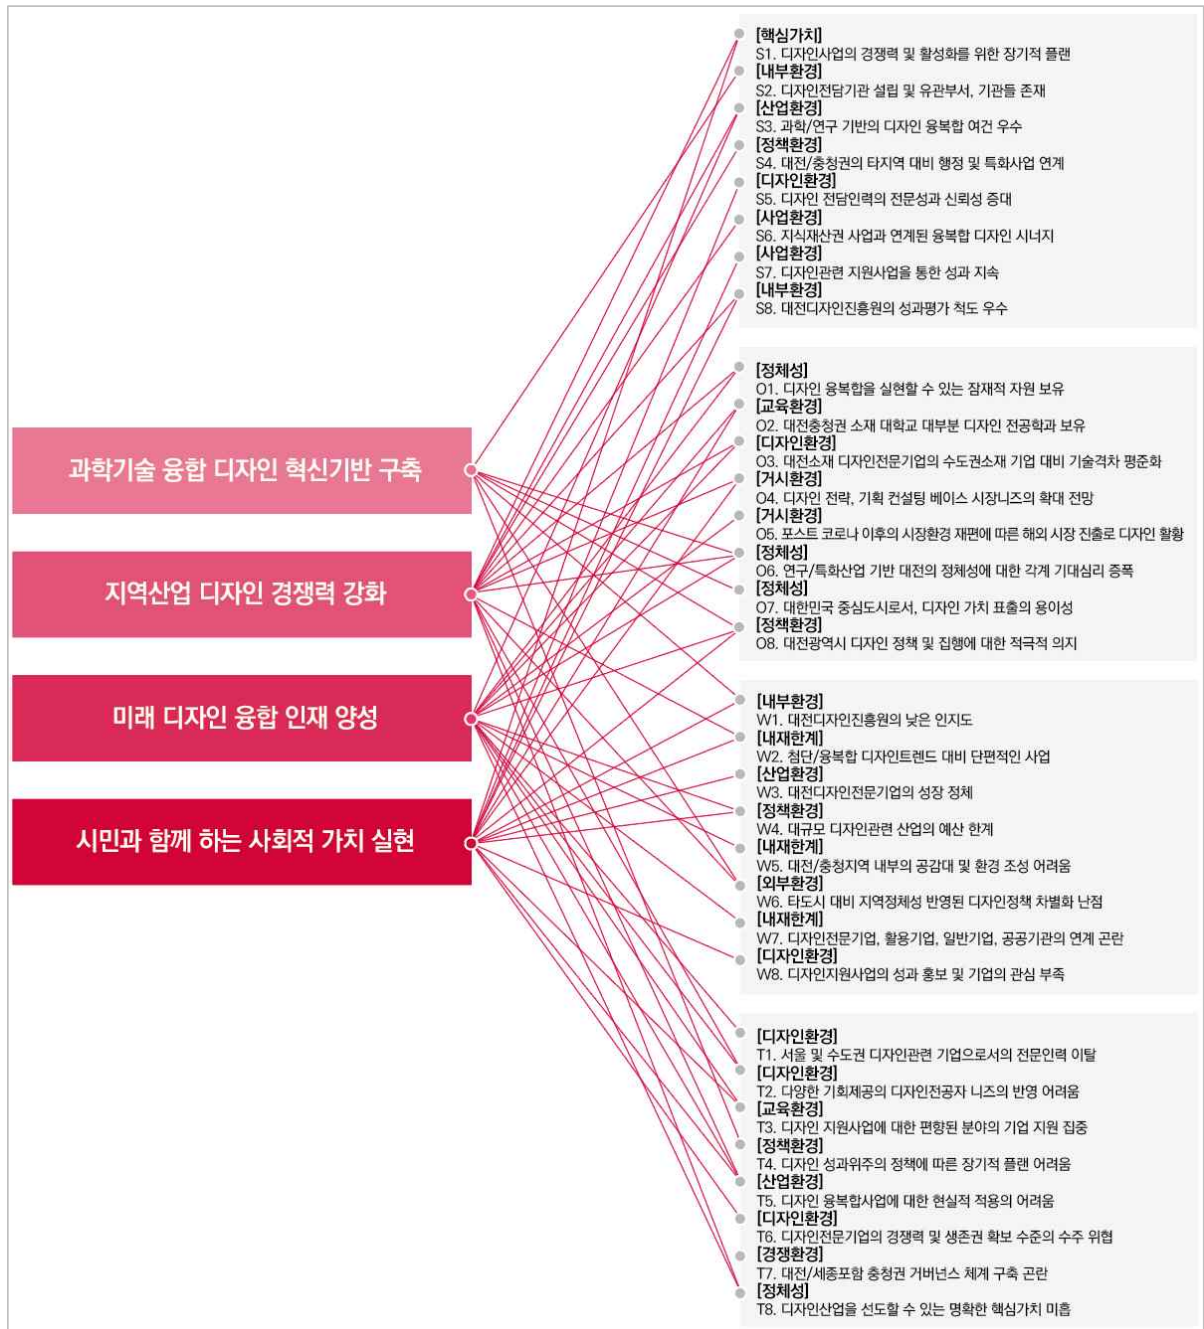 과학기술 융합 디자인 혁신기반 구축
지역산업 디자인 경쟁력 강화
미래 디자인 융합 인재 양성
시민과 함께 하는 사회적 가치 실현
[핵심가치]
S1. 디자인사업의 경쟁력 및 활성화를 위한 장기적 플랜
[내부환경]
S2. 디자인전담기관 설립 및 유관부서, 기관들 존재
[산업환경]
S3. 과학/연구 기반의 디자인 융복합 여건 우수
[정책환경]
S4. 대전/충청권의 타지역 대비 행정 및 특화사업 연계
[디자인환경]
S5. 디자인 전담인력의 전문성과 신뢰성 증대
[사업환경]
S6. 지식재산권 사업과 연계된 융복합 디자인 시너지
[사업환경]
S7. 디자인관련 지원사업을 통한 성과 지속
[내부환경]
S8. 대전디자인진흥원의 성과평가 척도 우수
[정체성]
O1. 디자인 융복합을 실현할 수 있는 잠재적 자원 보유
[교육환경]
O2. 대전충청권 소재 대학교 대부분 디자인 전공학과 보유
[디자인환경]
O3. 대전소재 디자인전문기업의 수도권소재 기업 대비 기술격차 평준화
[거시환경]
O4. 디자인 전략, 기획 컨설팅 베이스 시장니즈의 확대 전망
[거시환경]
O5. 포스트 코로나 이후의 시장환경 재편에 따른 해외 시장 진출로 디자인 활황
[정체성]
O6. 연구/특화산업 기반 대전의 정체성에 대한 각계 기대심리 증폭
[정체성]
O7. 대한민국 중심도시로서, 디자인 가치 표출의 용이성
[정책환경]
O8. 대전광역시 디자인 정책 및 집행에 대한 적극적 의지
[내부환경]
W1. 대전디자인진흥원의 낮은 인지도
[내재한계]
W2. 첨단/융복합 디자인트렌드 대비 단편적인 사업
[산업환경]
W3. 대전디자인전문기업의 성장 정체
[정책환경]
W4. 대규모 디자인관련 산업의 예산 한계
[내재한계]
W5. 대전/충청지역 내부의 공감대 및 환경 조성 어려움
[외부환경]
W6. 타도시 대비 지역정체성 반영된 디자인정책 차별화 난점
[내재한계]
W7. 디자인전문기업, 활용기업, 일반기업, 공공기관의 연계 곤란
[디자인환경]
W8. 디자인지원사업의 성과 홍보 및 기업의 관심 부족
[디자인환경]
T1. 서울 및 수도권 디자인관련 기업으로서의 전문인력 이탈
[디자인환경]
T2. 다양한 기회제공의 디자인전공자 니즈의 반영 어려움
[교육환경]
T3. 디자인 지원사업에 대한 편향된 분야의 기업 지원 집중
[정책환경]
T4. 디자인 성과위주의 정책에 따른 장기적 플랜 어려움
[산업환경]
T5. 디자인 융복합사업에 대한 현실적 적용의 어려움
[디자인환경]
T6. 디자인전문기업의 경쟁력 및 생존권 확보 수준의 수주 위협
[경쟁환경]
T7. 대전/세종포함 충청권 거버넌스 체계 구축 곤란
[정체성]
T8. 디자인산업을 선도할 수 있는 명확한 핵심가치 미흡